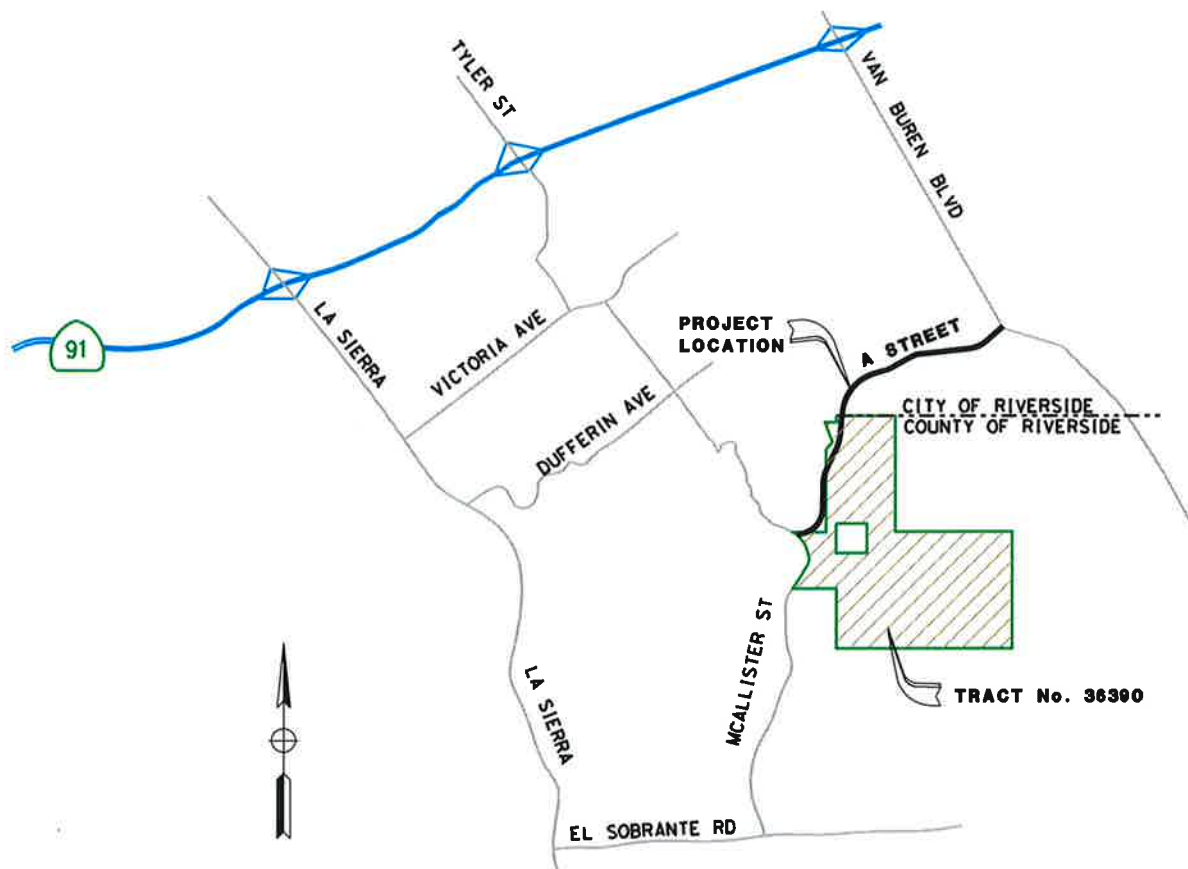 TYLER ST
VAN BUREN BLVD
91
LA SIERRA
VICTORIA AVE
DUFFERIN AVE
PROJECT
LOCATION
A STREET
CITY OF RIVERSIDE
COUNTY OF RIVERSIDE
LA SIERRA
MCALLISTER ST
TRACT No. 36390
EL SOBRANTE RD